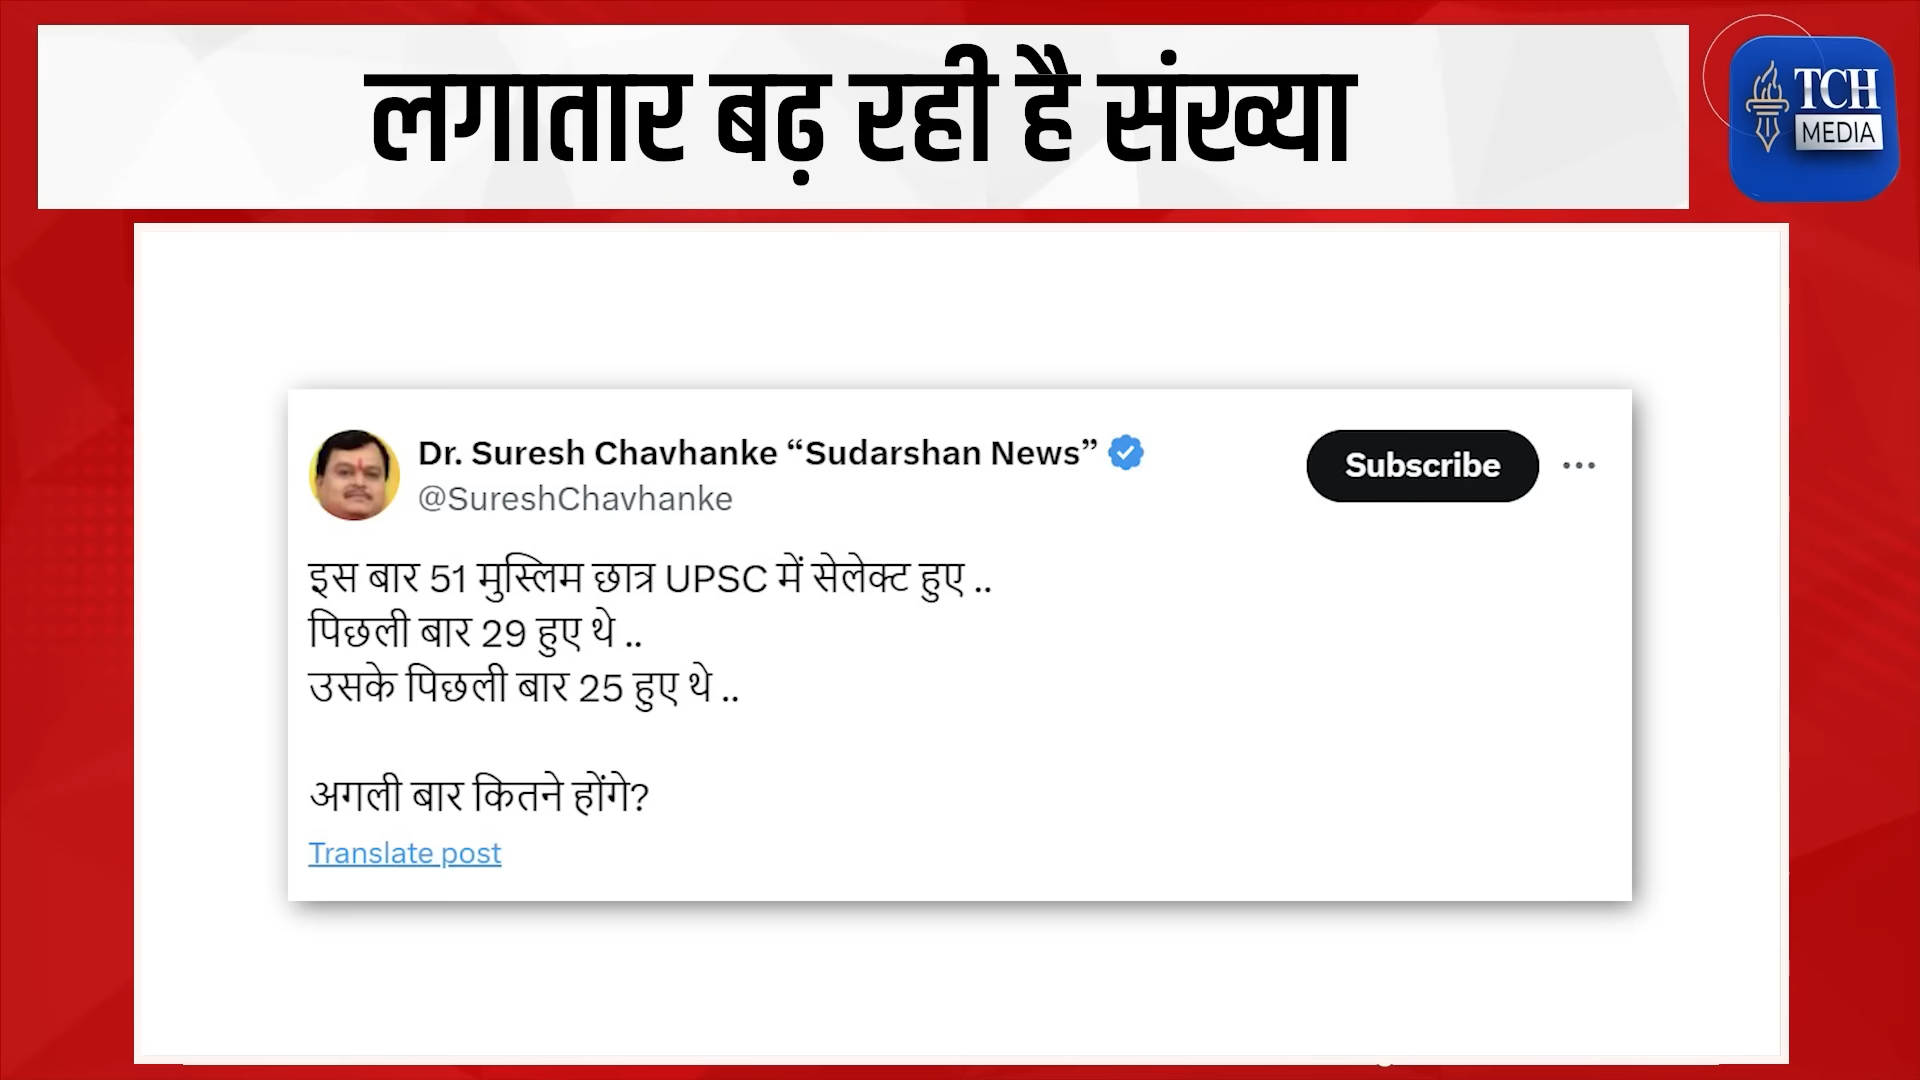 लगातार बढ़ रही है संख्या
TCH
MEDIA
Dr. Suresh Chavhanke “Sudarshan News”
Subscribe
@SureshChavhanke
इस बार 51 मुस्लिम छात्र UPSC में सेलेक्ट हुए ..
पिछली बार 29 हुए थे ..
उसके पिछली बार 25 हुए थे ..
अगली बार कितने होंगे?
Translate post